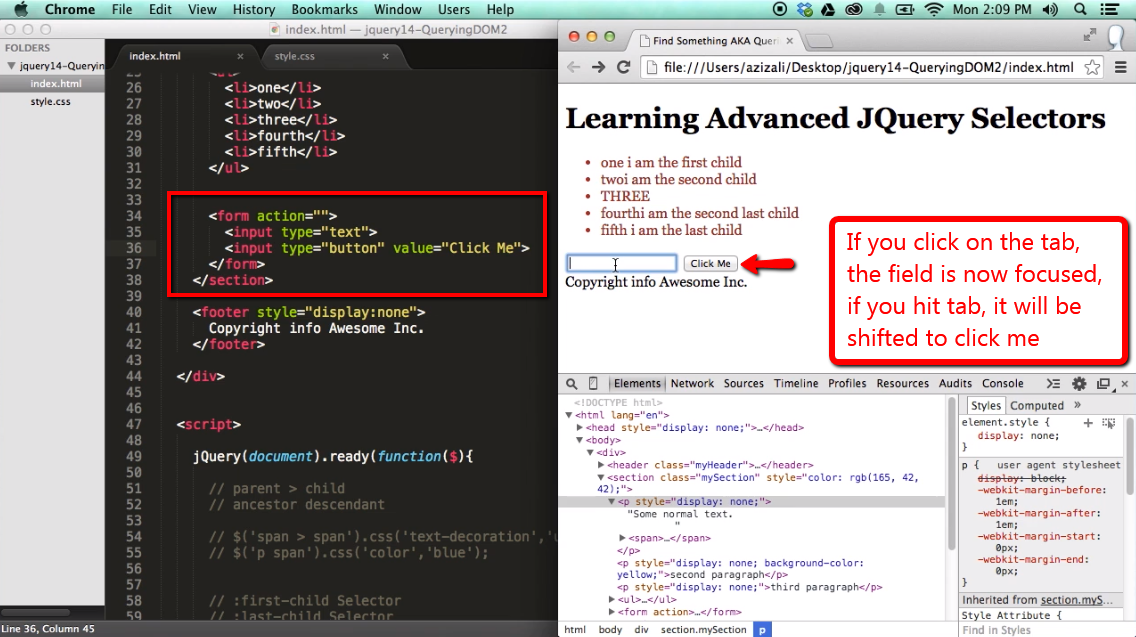 Chrome File Edit View History Bookmarks Window Users Help Mon 2:09 PM
index.html — jquery14-QueryingDOM2
FOLDERS
jquery14-Queryin
index.html
style.css
index.html × style.css ×
26 <li>one</li>
27 <li>two</li>
28 <li>three</li>
29 <li>fourth</li>
30 <li>fifth</li>
31 </ul>
32
33
34 <form action="">
35 <input type="text">
36 <input type="button" value="Click Me">
37 </form>
38 </section>
39
40 <footer style="display:none">
41 Copyright info Awesome Inc.
42 </footer>
43
44 </div>
45
46
47 <script>
48
49 jQuery(document).ready(function($){
50
51 // parent > child
52 // ancestor descendant
53
54 // $('span > span').css('text-decoration','u
55 // $('p span').css('color','blue');
56
57
58 // :first-child Selector
59 // :last-child Selector
Line 36, Column 45
Find Something AKA Quer ×
file:///Users/azizali/Desktop/jquery14-QueryingDOM2/index.html
Learning Advanced JQuery Selectors
• one i am the first child
• twoi am the second child
• THREE
• fourthi am the second last child
• fifth i am the last child
Click Me
Copyright info Awesome Inc.
If you click on the tab,
the field is now focused,
if you hit tab, it will be
shifted to click me
Elements Network Sources Timeline Profiles Resources Audits Console
<!DOCTYPE html>
<html lang="en">
<head style="display: none;">…</head>
<body>
<div>
<header class="myHeader">…</header>
<section class="mySection" style="color: rgb(165, 42,
42);">
<p style="display: none;">
"Some normal text.
"
<span>…</span>
</p>
<p style="display: none; background-color:
yellow;">second paragraph</p>
<p style="display: none;">third paragraph</p>
<ul>…</ul>
<form action>…</form>
html body div section.mySection p
Styles Computed »
element.style {
display: none;
}
p { user agent stylesheet
display: block;
-webkit-margin-before:
1em;
-webkit-margin-after:
1em;
-webkit-margin-start:
0px;
-webkit-margin-end:
0px;
}
Inherited from section.myS…
Style Attribute {
Find in Styles